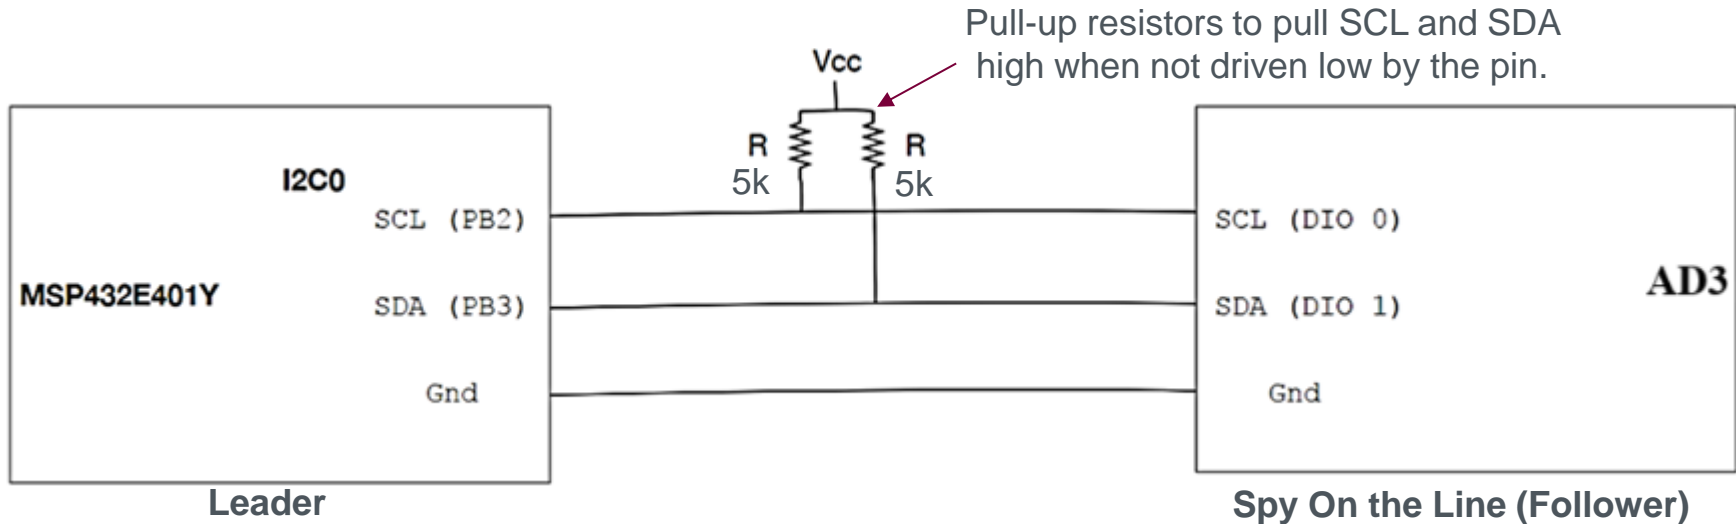 Pull-up resistors to pull SCL and SDA
high when not driven low by the pin.
Vcc
R
R
5k
5k
I2C0
SCL (PB2)
SCL (DIO 0)
MSP432E401Y
SDA (PB3)
SDA (DIO 1)
AD3
Gnd
Gnd
Leader
Spy On the Line (Follower)